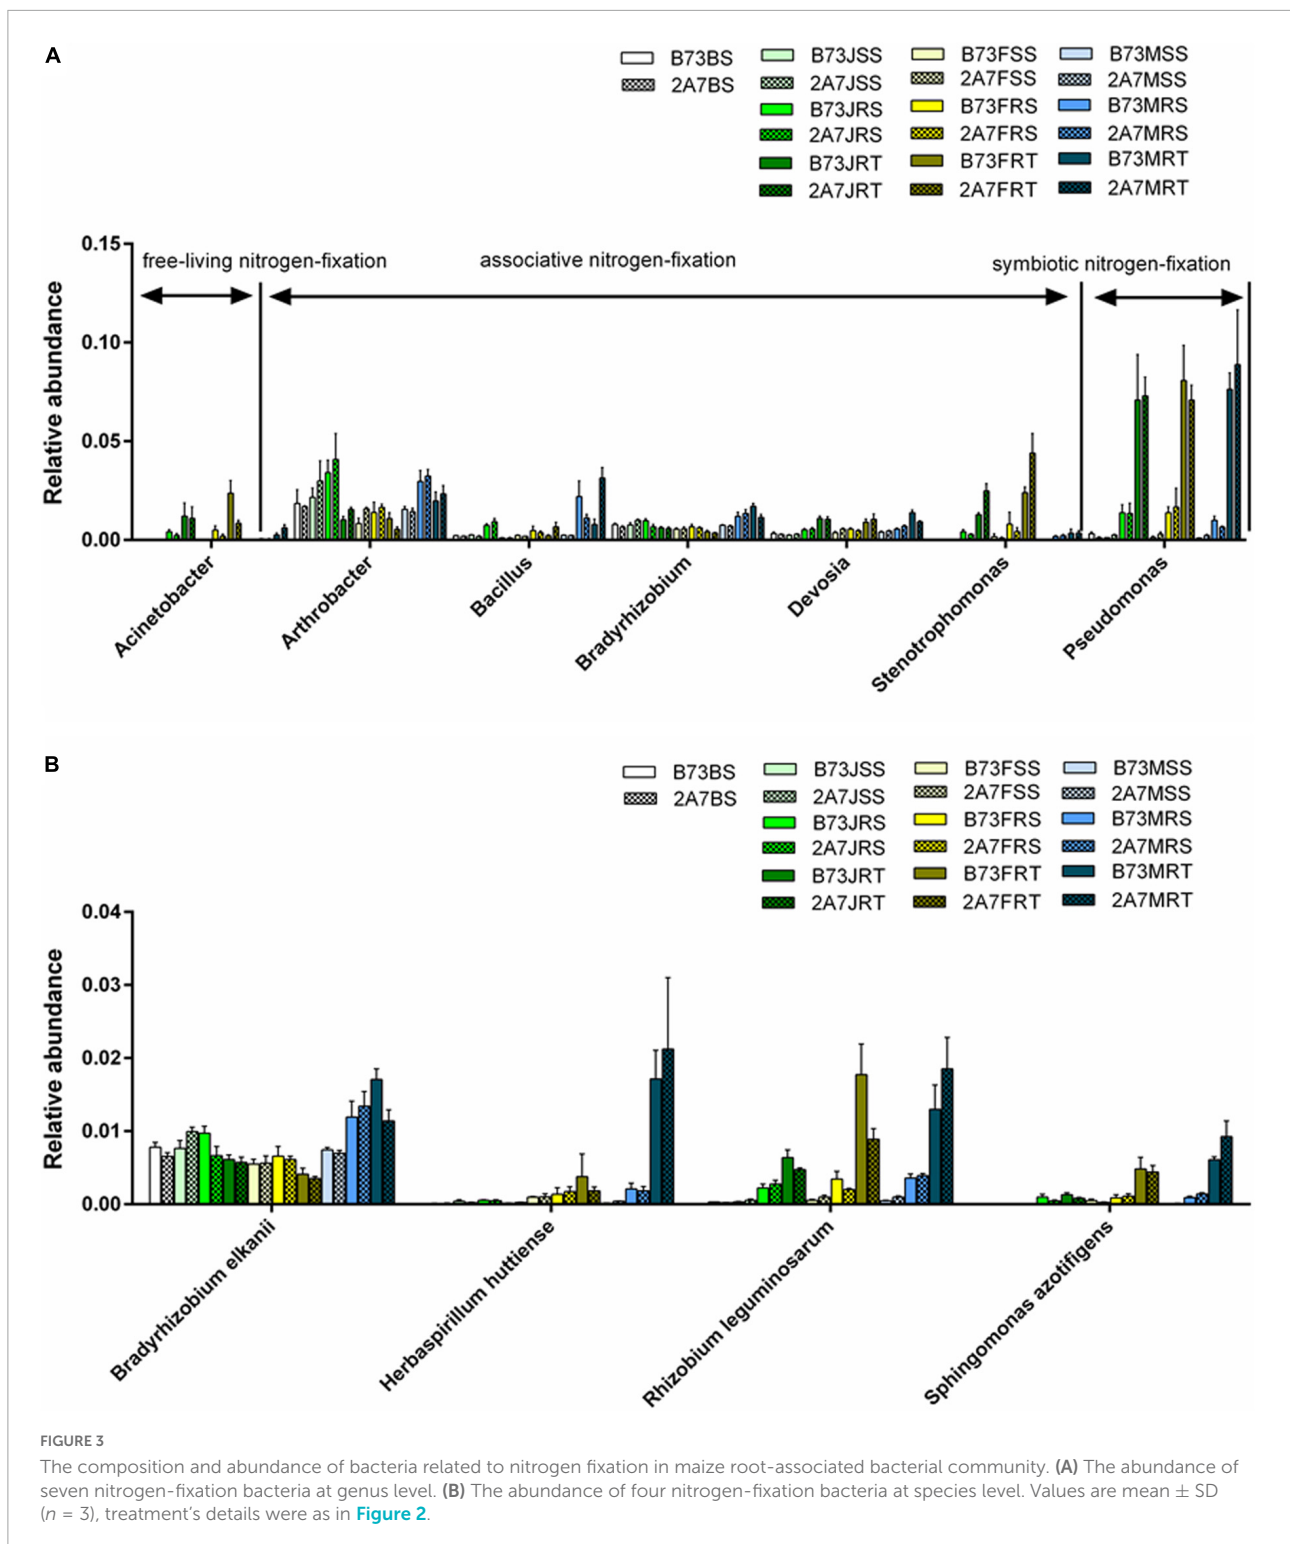 A
B73BS
2A7BS
B73JSS
2A7JSS
B73JRS
2A7JRS
B73JRT
2A7JRT
B73FSS
2A7FSS
B73FRS
2A7FRS
B73FRT
2A7FRT
B73MSS
2A7MSS
B73MRS
2A7MRS
B73MRT
2A7MRT
Relative abundance
0.15
0.10
0.05
0.00
free-living nitrogen-fixation
associative nitrogen-fixation
symbiotic nitrogen-fixation
Acinetobacter
Arthrobacter
Bacillus
Bradyrhizobium
Devosia
Stenotrophomonas
Pseudomonas
B
B73BS
2A7BS
B73JSS
2A7JSS
B73JRS
2A7JRS
B73JRT
2A7JRT
B73FSS
2A7FSS
B73FRS
2A7FRS
B73FRT
2A7FRT
B73MSS
2A7MSS
B73MRS
2A7MRS
B73MRT
2A7MRT
Relative abundance
0.04
0.03
0.02
0.01
0.00
Bradyrhizobium elkanii
Herbaspirillum huttiense
Rhizobium leguminosarum
Sphingomonas azotifigens
FIGURE 3
The composition and abundance of bacteria related to nitrogen fixation in maize root-associated bacterial community. (A) The abundance of
seven nitrogen-fixation bacteria at genus level. (B) The abundance of four nitrogen-fixation bacteria at species level. Values are mean ± SD
(n = 3), treatment's details were as in Figure 2.